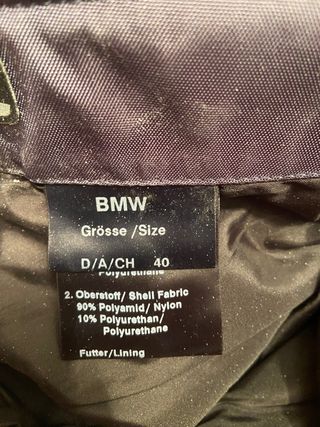 BMW
Grösse /Size
D/A/CH 40
Polyurethane
2. Oberstoff/ Shell Fabric
90% Polyamid/ Nylon
10% Polyurethan/
Polyurethane
Futter/Lining